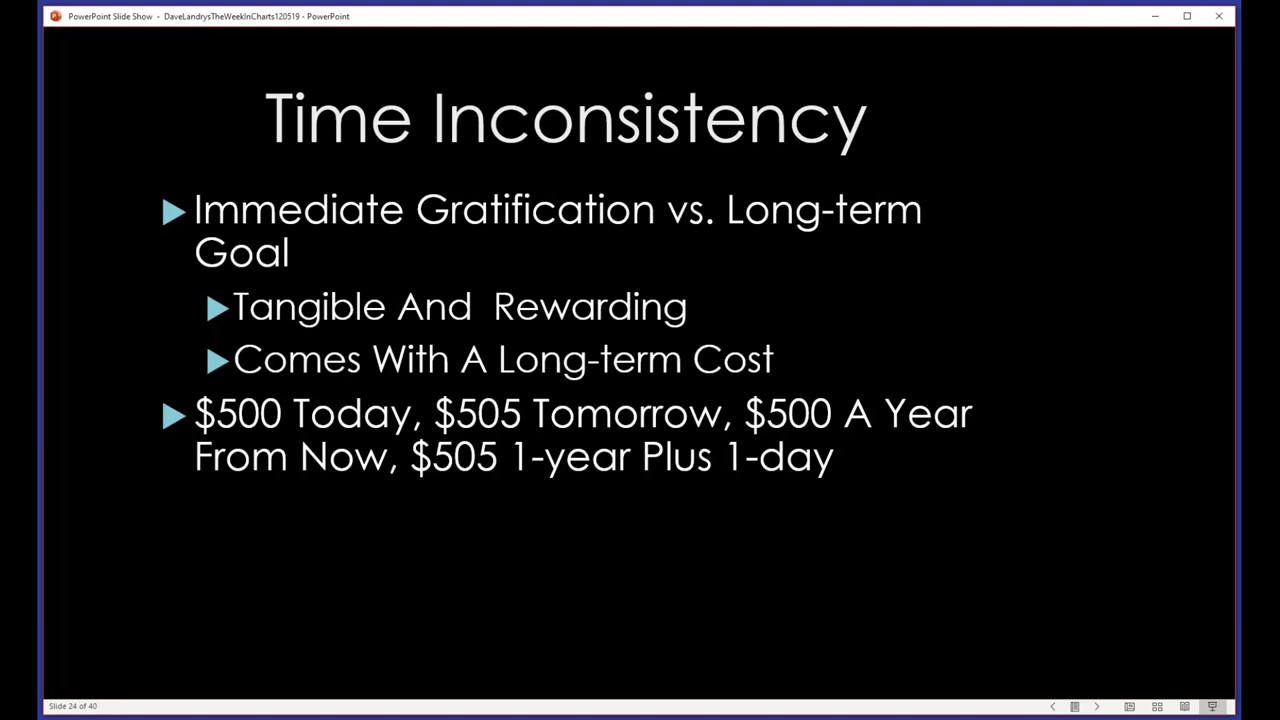 PowerPoint Slide Show - DaveLandrysTheWeekInCharts120519 - PowerPoint
Time Inconsistency
Immediate Gratification vs. Long-term
Goal
Tangible And  Rewarding
Comes With A Long-term Cost
$500 Today, $505 Tomorrow, $500 A Year
From Now, $505 1-year Plus 1-day
Slide 24 of 40